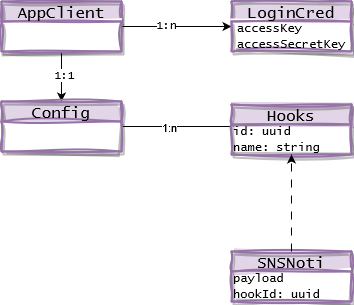 AppClient
1:n
LoginCred
accessKey
accessSecretKey
1:1
Config
1:n
Hooks
id: uuid
name: string
SNSNoti
payload
hookId: uuid